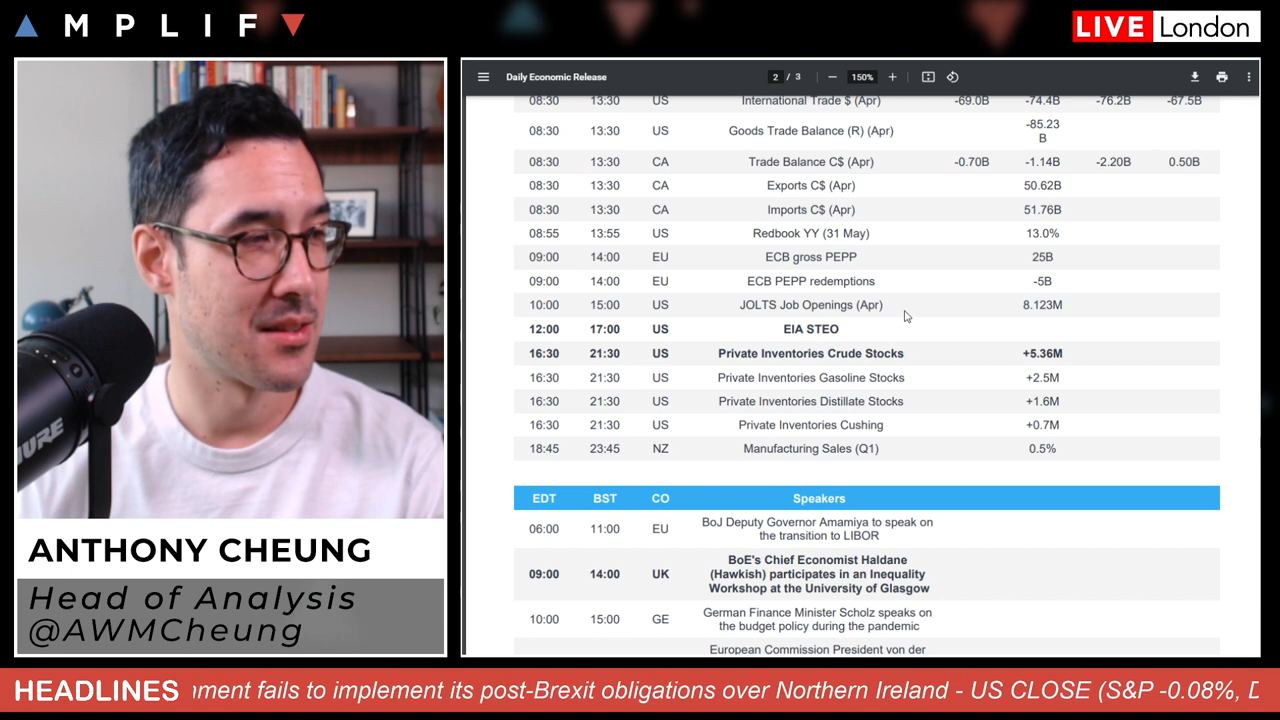 AMPLIFY
LIVE London
Daily Economic Release
2 / 3
150%
08:30 13:30 US International Trade $ (Apr) -69.0B -74.4B -76.2B -67.5B
08:30 13:30 US Goods Trade Balance (R) (Apr) -85.23
B
08:30 13:30 CA Trade Balance C$ (Apr) -0.70B -1.14B -2.20B 0.50B
08:30 13:30 CA Exports C$ (Apr) 50.62B
08:30 13:30 CA Imports C$ (Apr) 51.76B
08:55 13:55 US Redbook YY (31 May) 13.0%
09:00 14:00 EU ECB gross PEPP 25B
09:00 14:00 EU ECB PEPP redemptions -5B
10:00 15:00 US JOLTS Job Openings (Apr) 8.123M
12:00 17:00 US EIA STEO
16:30 21:30 US Private Inventories Crude Stocks +5.36M
16:30 21:30 US Private Inventories Gasoline Stocks +2.5M
16:30 21:30 US Private Inventories Distillate Stocks +1.6M
16:30 21:30 US Private Inventories Cushing +0.7M
18:45 23:45 NZ Manufacturing Sales (Q1) 0.5%
EDT BST CO Speakers
06:00 11:00 EU BoJ Deputy Governor Amamiya to speak on
the transition to LIBOR
09:00 14:00 UK BoE's Chief Economist Haldane
(Hawkish) participates in an Inequality
Workshop at the University of Glasgow
10:00 15:00 GE German Finance Minister Scholz speaks on
the budget policy during the pandemic
European Commission President von der
URE
ANTHONY CHEUNG
Head of Analysis
@AWMCheung
HEADLINES nment fails to implement its post-Brexit obligations over Northern Ireland - US CLOSE (S&P -0.08%, D